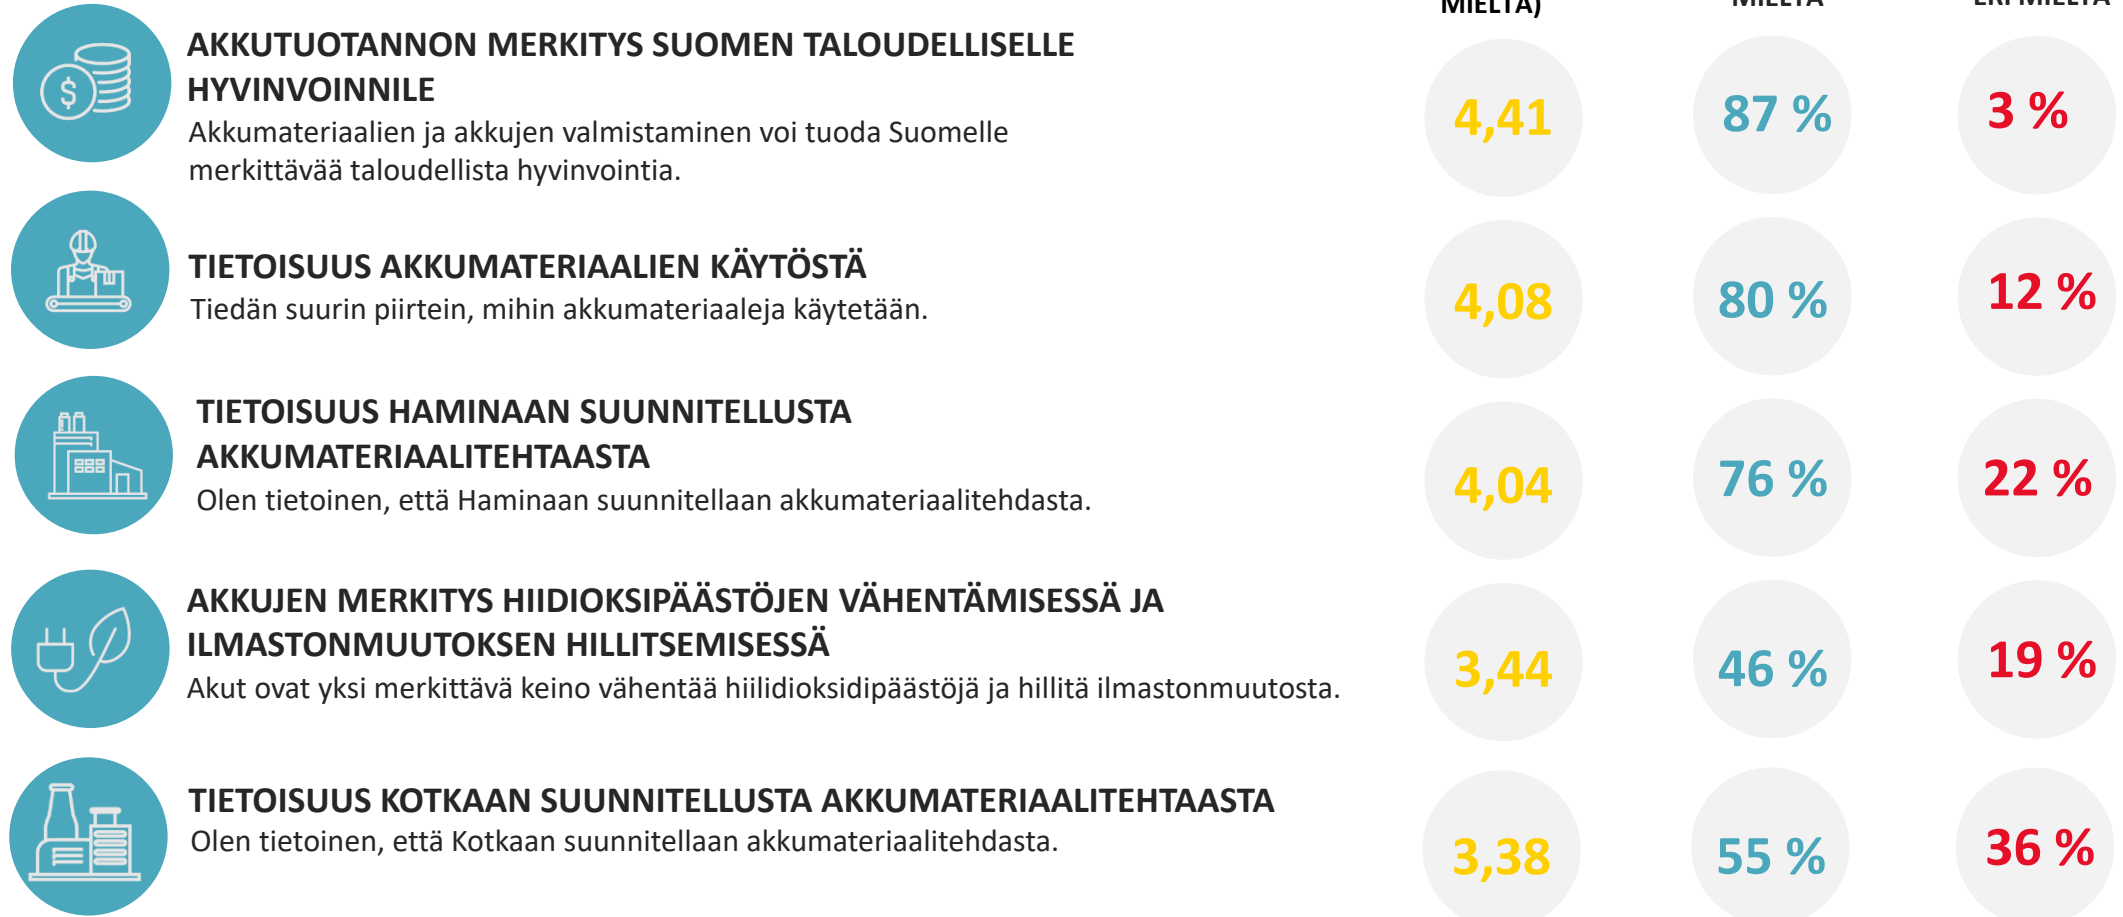 MIELTÄ)
MIELTÄ
ERI MIELTÄ
AKKUTUOTANNON MERKITYS SUOMEN TALOUDELLISELLE
HYVINVOINNILE
Akkumateriaalien ja akkujen valmistaminen voi tuoda Suomelle
merkittävää taloudellista hyvinvointia.
$
4,41
87 %
3 %
TIETOISUUS AKKUMATERIAALIEN KÄYTÖSTÄ
Tiedän suurin piirtein, mihin akkumateriaaleja käytetään.
4,08
80 %
12 %
TIETOISUUS HAMINAAN SUUNNITELLUSTA
AKKUMATERIAALITEHTAASTA
Olen tietoinen, että Haminaan suunnitellaan akkumateriaalitehdasta.
4,04
76 %
22 %
AKKUJEN MERKITYS HIIDIOKSIPÄÄSTÖJEN VÄHENTÄMISESSÄ JA
ILMASTONMUUTOKSEN HILLITSEMISESSÄ
Akut ovat yksi merkittävä keino vähentää hiilidioksidipäästöjä ja hillitä ilmastonmuutosta.
3,44
46 %
19 %
TIETOISUUS KOTKAAN SUUNNITELLUSTA AKKUMATERIAALITEHTAASTA
Olen tietoinen, että Kotkaan suunnitellaan akkumateriaalitehdasta.
3,38
55 %
36 %